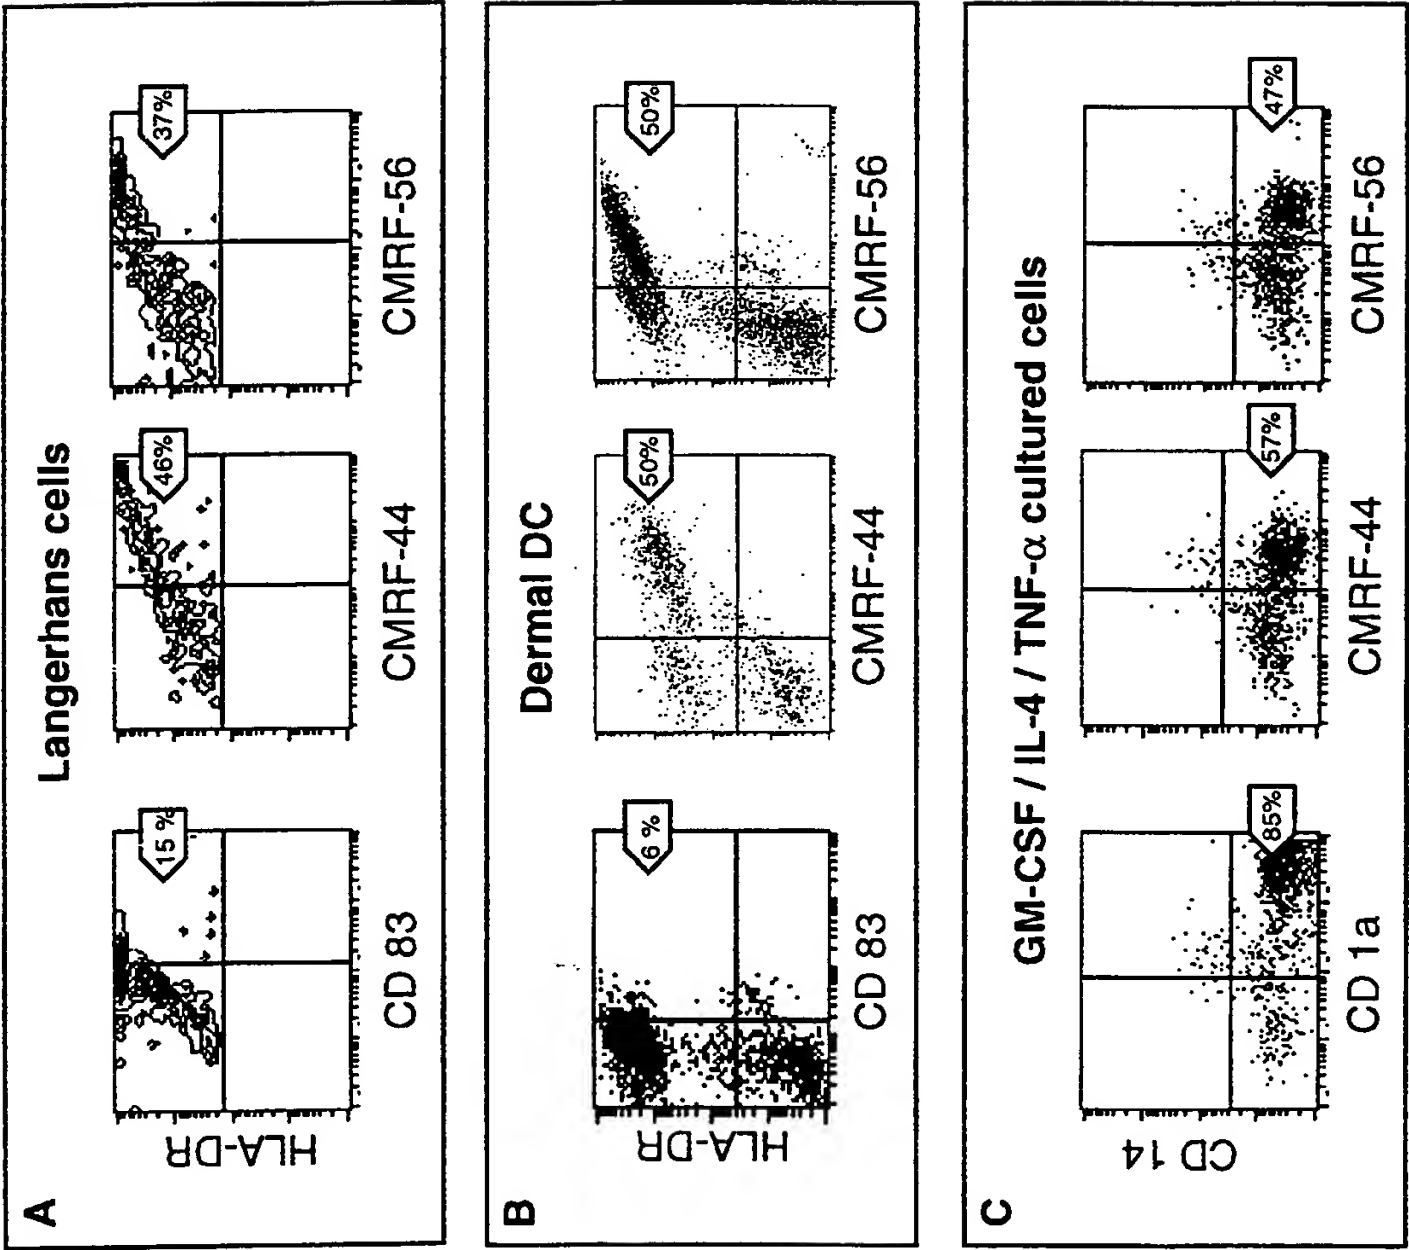 A
Langerhans cells
HLA-DR
15 %
46%
37%
CD 83
CMRF-44
CMRF-56
B
Dermal DC
HLA-DR
6 %
50%
50%
CD 83
CMRF-44
CMRF-56
C
GM-CSF / IL-4 / TNF-α cultured cells
CD 14
85%
57%
47%
CD 1a
CMRF-44
CMRF-56